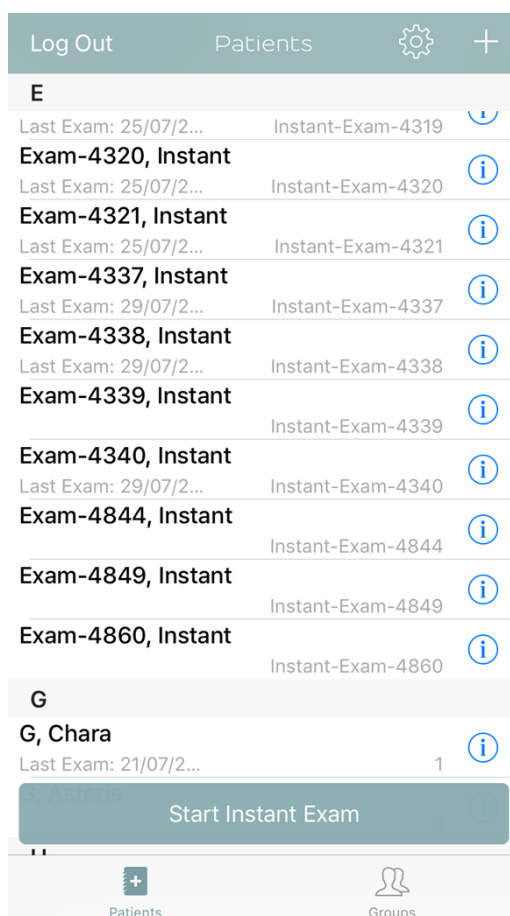 Log Out Patients
E
Last Exam: 25/07/2... Instant-Exam-4319
Exam-4320, Instant
Last Exam: 25/07/2... Instant-Exam-4320
Exam-4321, Instant
Last Exam: 25/07/2... Instant-Exam-4321
Exam-4337, Instant
Last Exam: 29/07/2... Instant-Exam-4337
Exam-4338, Instant
Last Exam: 29/07/2... Instant-Exam-4338
Exam-4339, Instant
Instant-Exam-4339
Exam-4340, Instant
Last Exam: 29/07/2... Instant-Exam-4340
Exam-4844, Instant
Instant-Exam-4844
Exam-4849, Instant
Instant-Exam-4849
Exam-4860, Instant
Instant-Exam-4860
G
G, Chara
Last Exam: 21/07/2... 1
G, Asteris
Start Instant Exam
Patients Groups